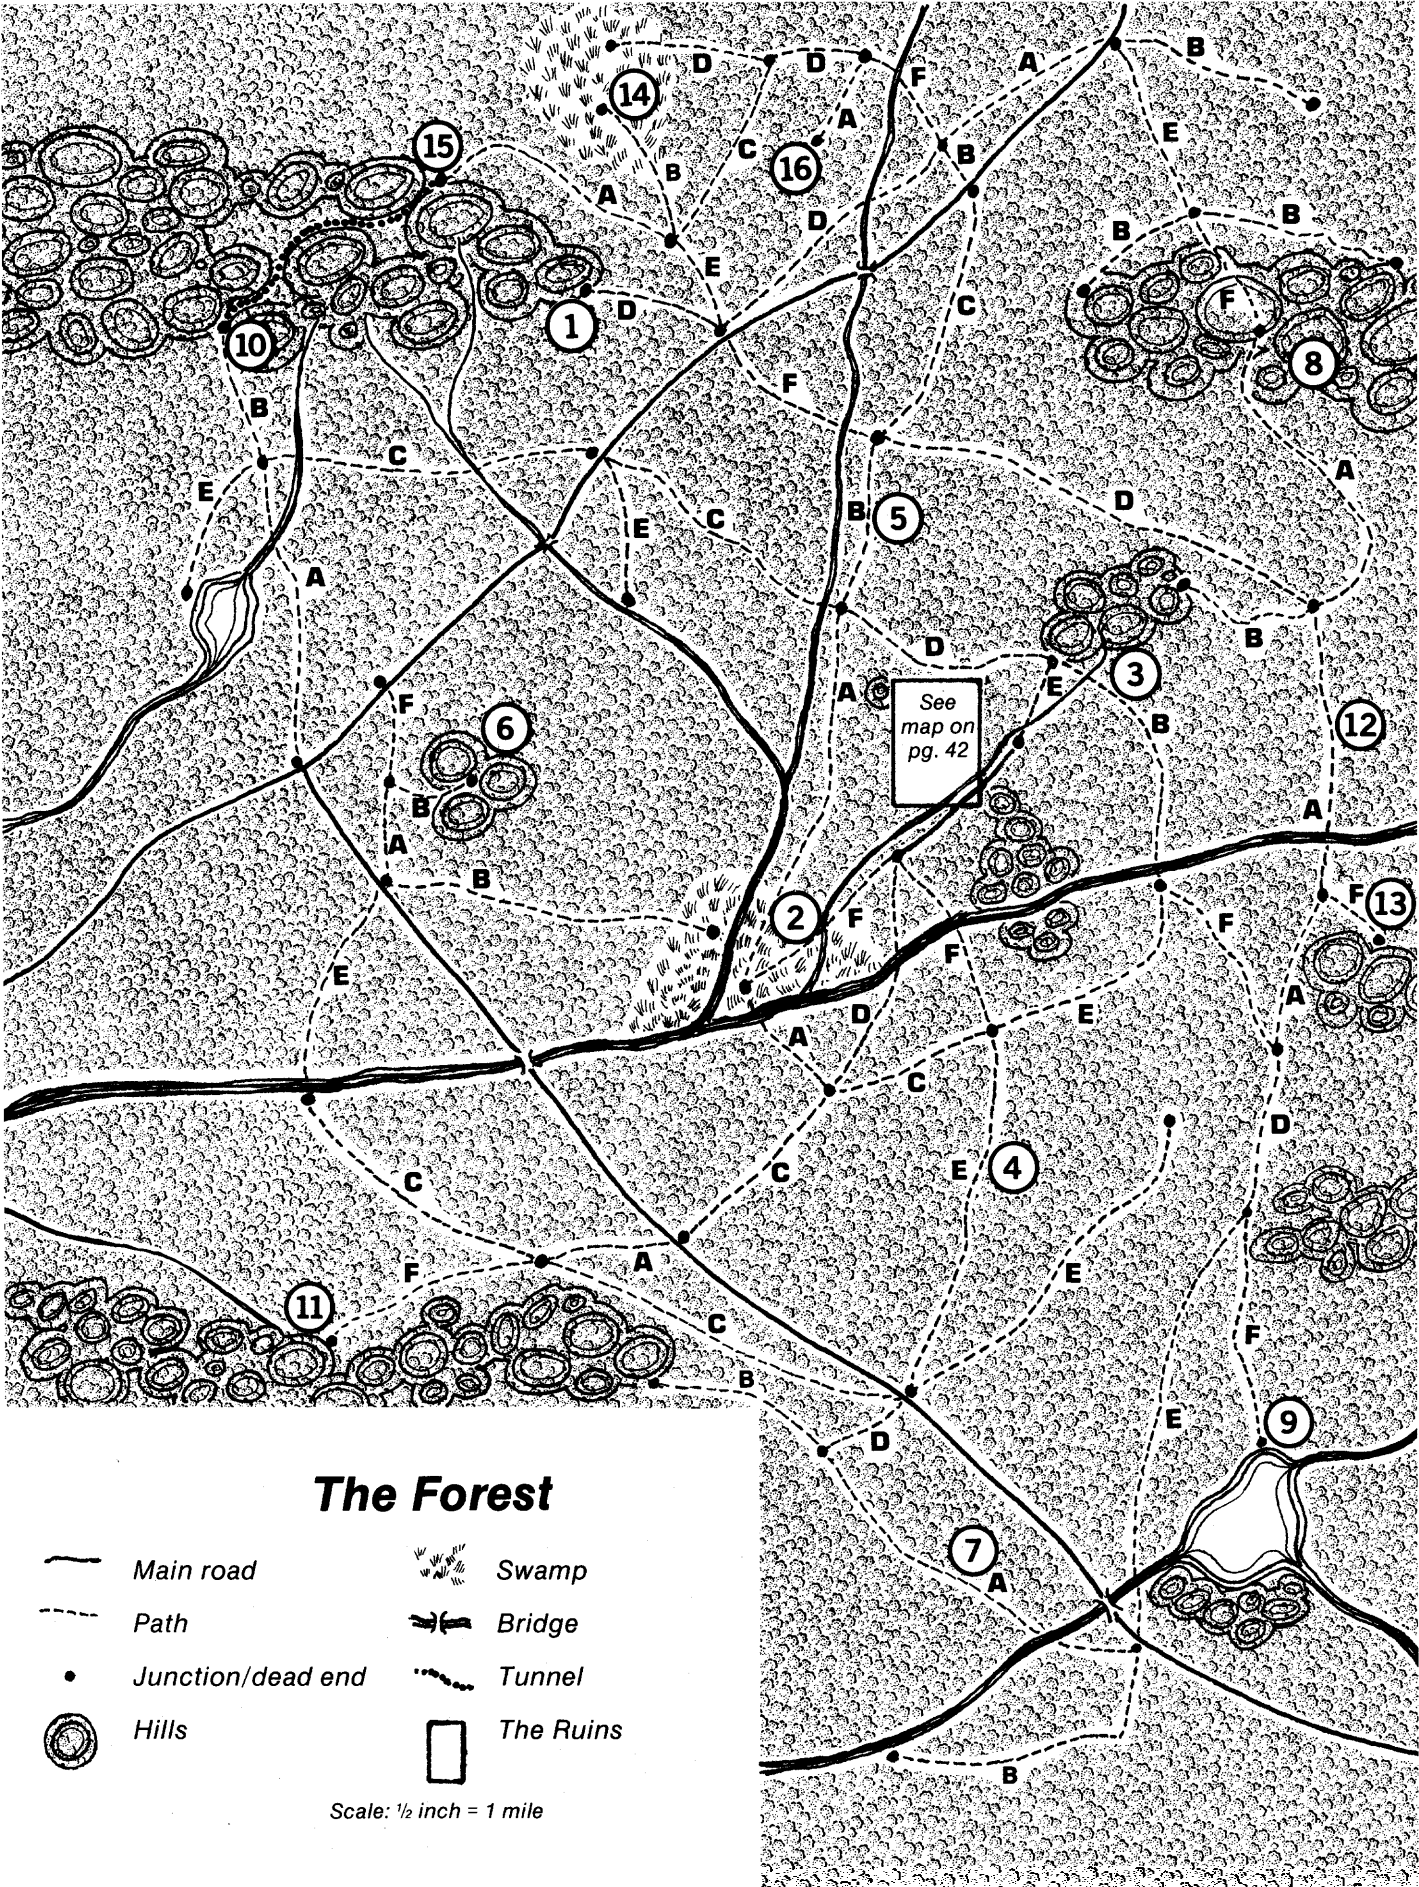 D
D
F
A
B
14
A
E
15
C
16
B
B
A
D
B
B
E
D
1
C
F
10
8
F
B
C
A
E
D
B
5
C
E
A
B
D
3
E
A
F
See
map on
pg. 42
B
6
12
B
A
A
B
F
13
2
F
F
E
F
A
D
E
A
C
D
E
4
C
C
A
E
F
11
C
F
B
E
9
D
7
A
B
The Forest
Main road
Swamp
Path
Bridge
Junction/dead end
Tunnel
Hills
The Ruins
Scale: ½ inch = 1 mile